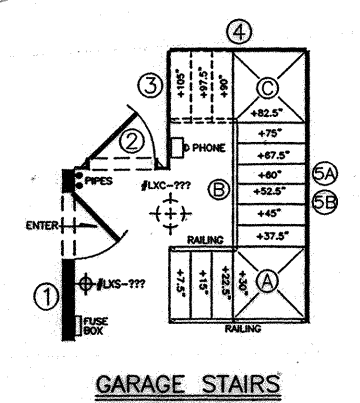 4
3
+105"
+97.5"
+90"
C
+82.5"
2
PHONE
+75"
+67.5"
PIPES
#LXC-???
B
+60"
5A
+52.5"
5B
ENTER
+45"
RAILING
+37.5"
1
#LXS-???
+7.5"
+15"
+22.5"
+30"
A
FUSE
BOX
RAILING
GARAGE STAIRS